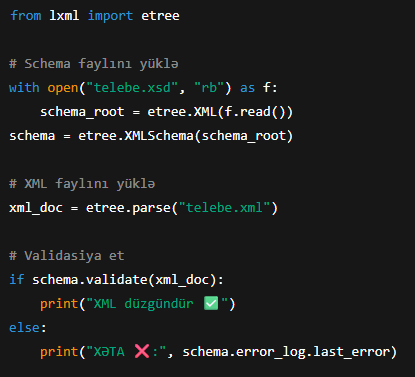 from lxml import etree
# Schema faylını yüklə
with open("telebe.xsd", "rb") as f:
    schema_root = etree.XML(f.read())
schema = etree.XMLSchema(schema_root)
# XML faylını yüklə
xml_doc = etree.parse("telebe.xml")
# Validasiya et
if schema.validate(xml_doc):
    print("XML düzgündür ✅")
else:
    print("XƏTA ❌:", schema.error_log.last_error)